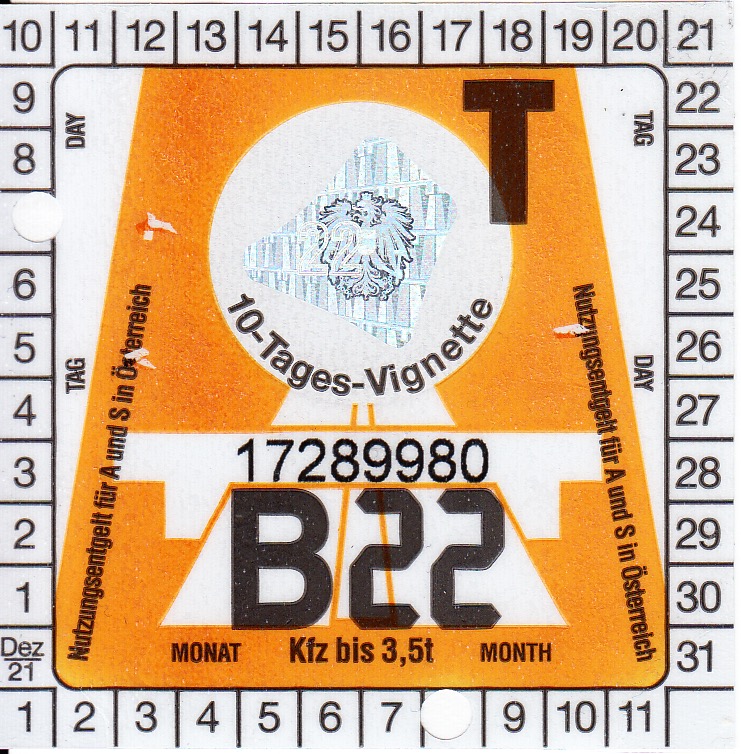 10 11 12 13 14 15 16 17 18 19 20 21
9 22
8 23
24
6 25
5 26
4 27
3 28
2 29
1 30
Dez 21 31
1 2 3 4 5 6 7 9 10 11
DAY
TAG
T
22
10-Tages-Vignette
TAG
DAY
Nutzungsentgelt für A und S in Österreich
Nutzungsentgelt für A und S in Österreich
17289980
B22
MONAT Kfz bis 3,5t MONTH